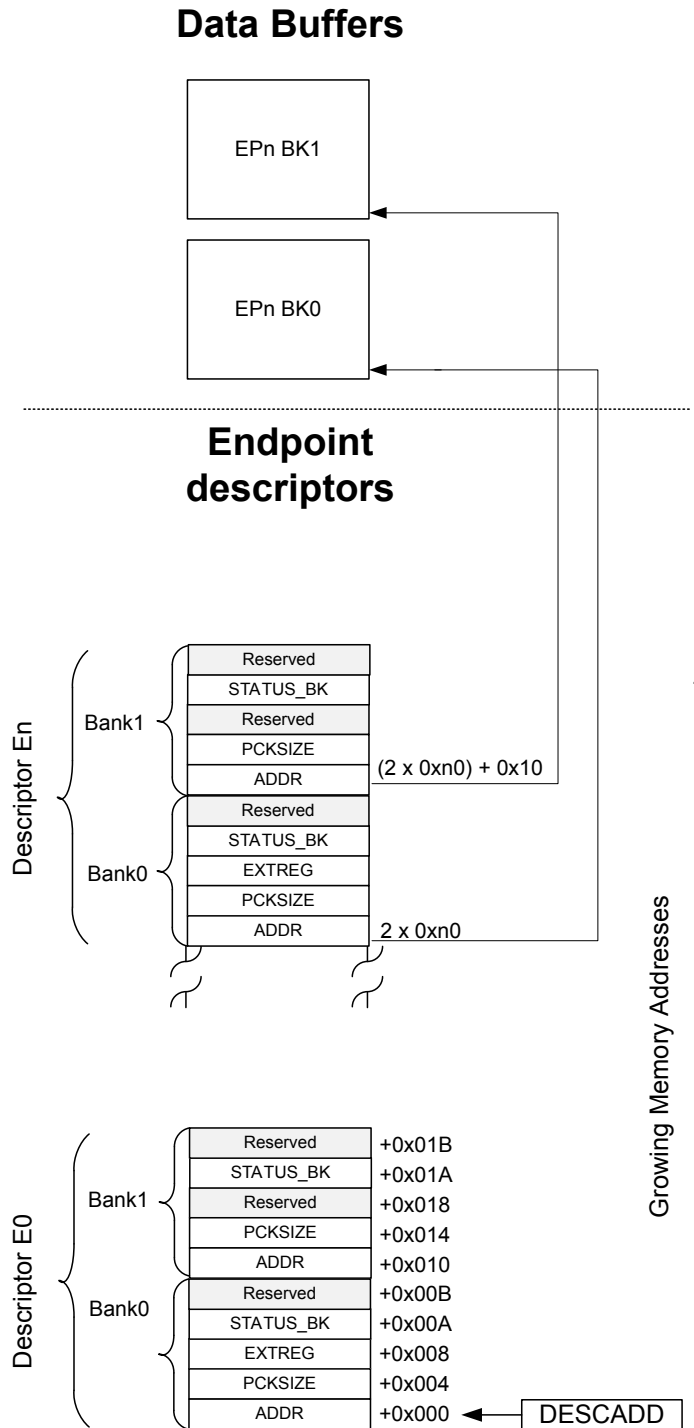 Data Buffers
EPn BK1
EPn BK0
Endpoint
descriptors
Descriptor En
Bank1
Reserved
STATUS_BK
Reserved
PCKSIZE
ADDR (2 x 0xn0) + 0x10
Bank0
Reserved
STATUS_BK
EXTREG
PCKSIZE
ADDR 2 x 0xn0
Growing Memory Addresses
Descriptor E0
Bank1
Reserved +0x01B
STATUS_BK +0x01A
Reserved +0x018
PCKSIZE +0x014
ADDR +0x010
Bank0
Reserved +0x00B
STATUS_BK +0x00A
EXTREG +0x008
PCKSIZE +0x004
ADDR +0x000 DESCADD